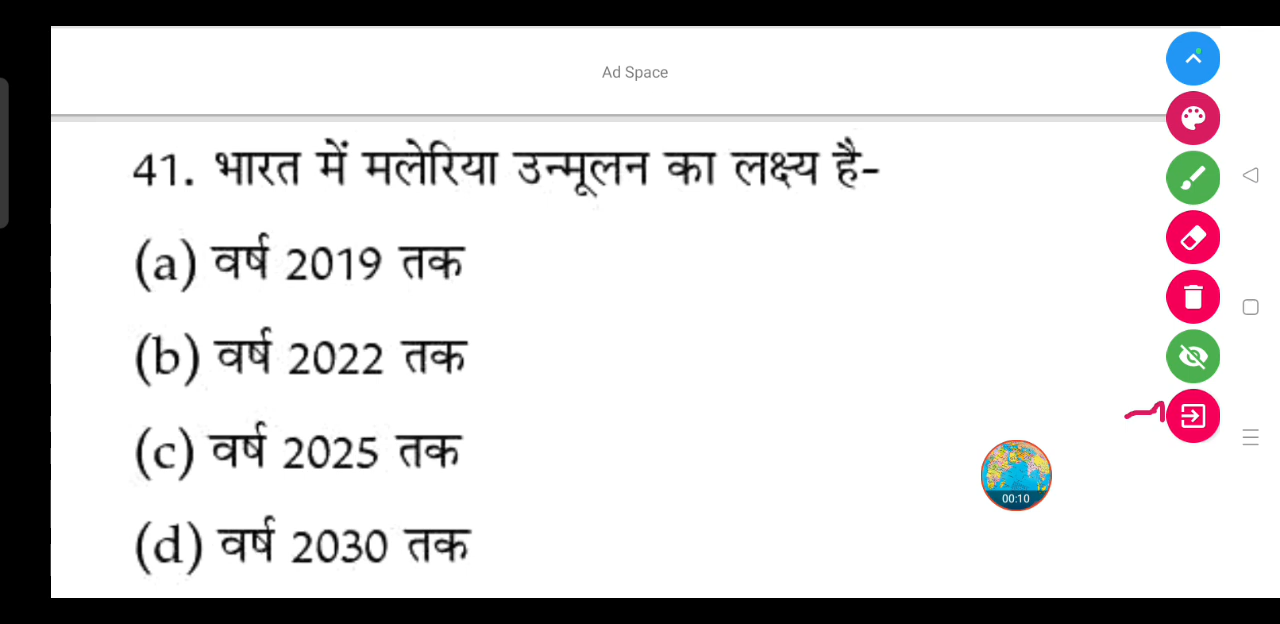 Ad Space
41. भारत में मलेरिया उन्मूलन का लक्ष्य है-
(a) वर्ष 2019 तक
(b) वर्ष 2022 तक
(c) वर्ष 2025 तक
(d) वर्ष 2030 तक
00:10